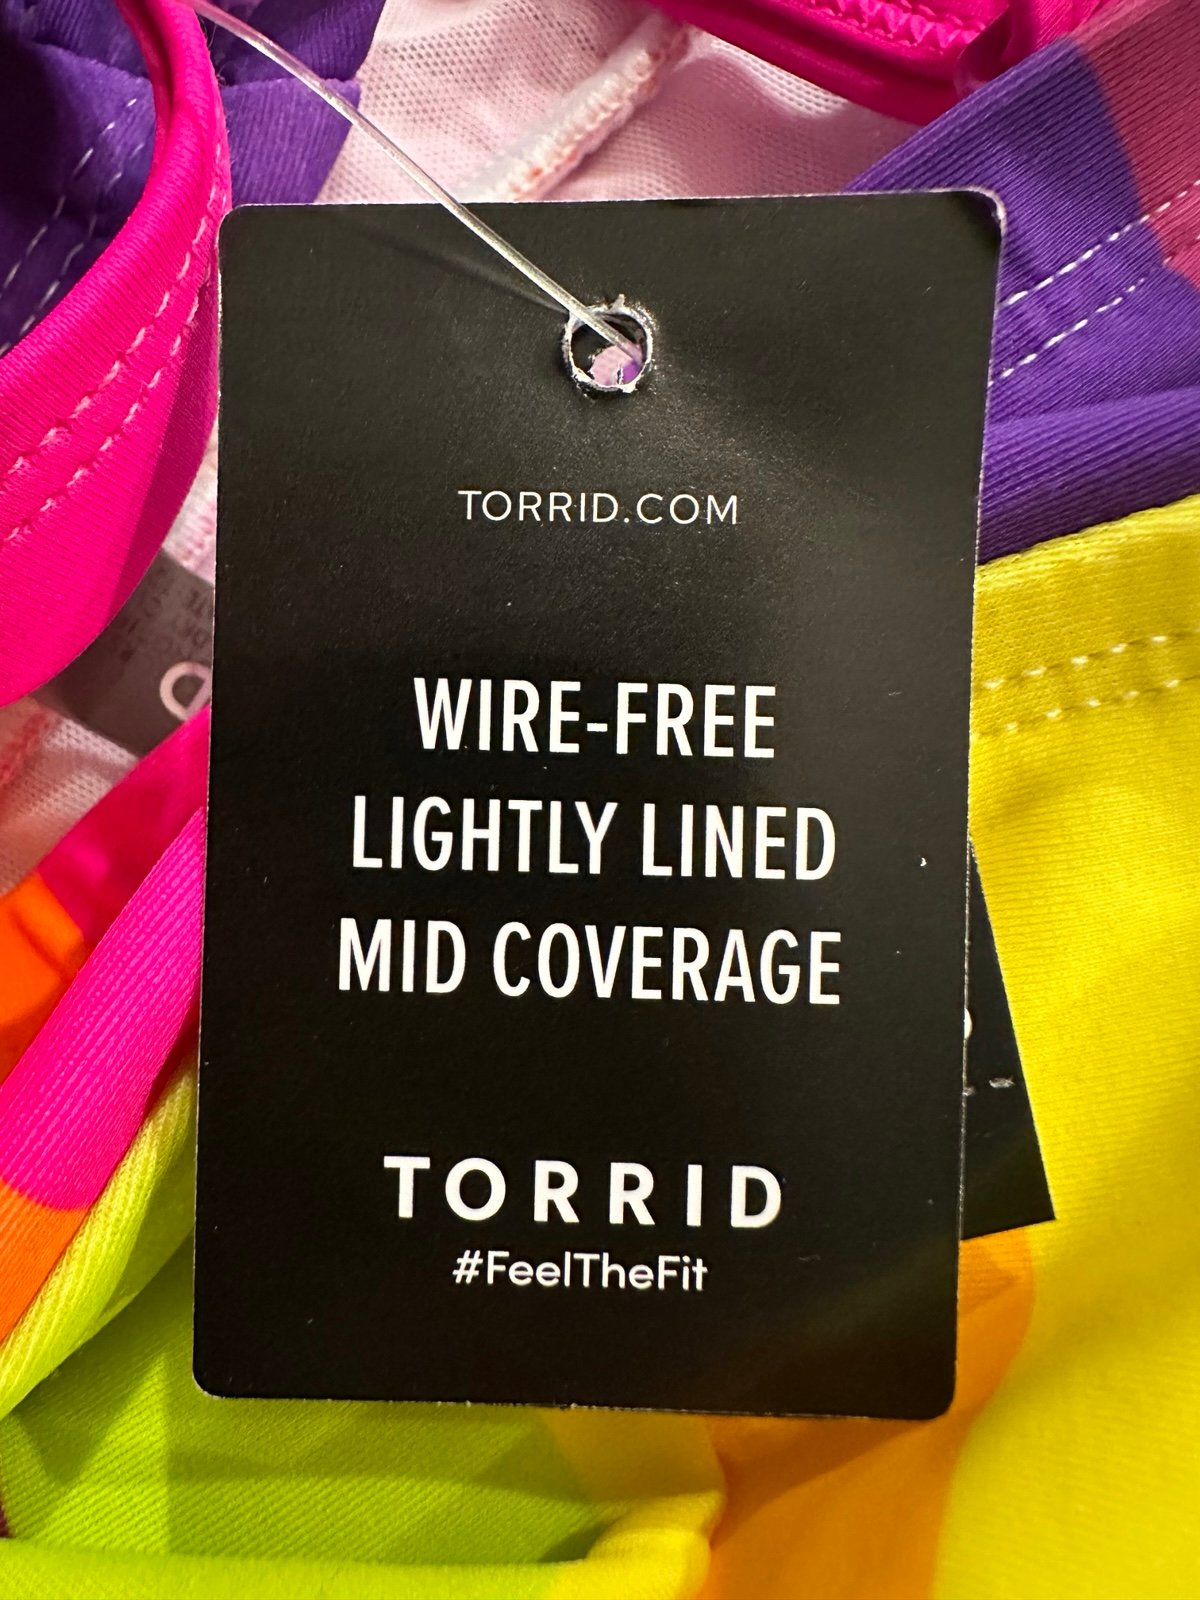 TORRID.COM
WIRE-FREE
LIGHTLY LINED
MID COVERAGE
TORRID
#FeelTheFit